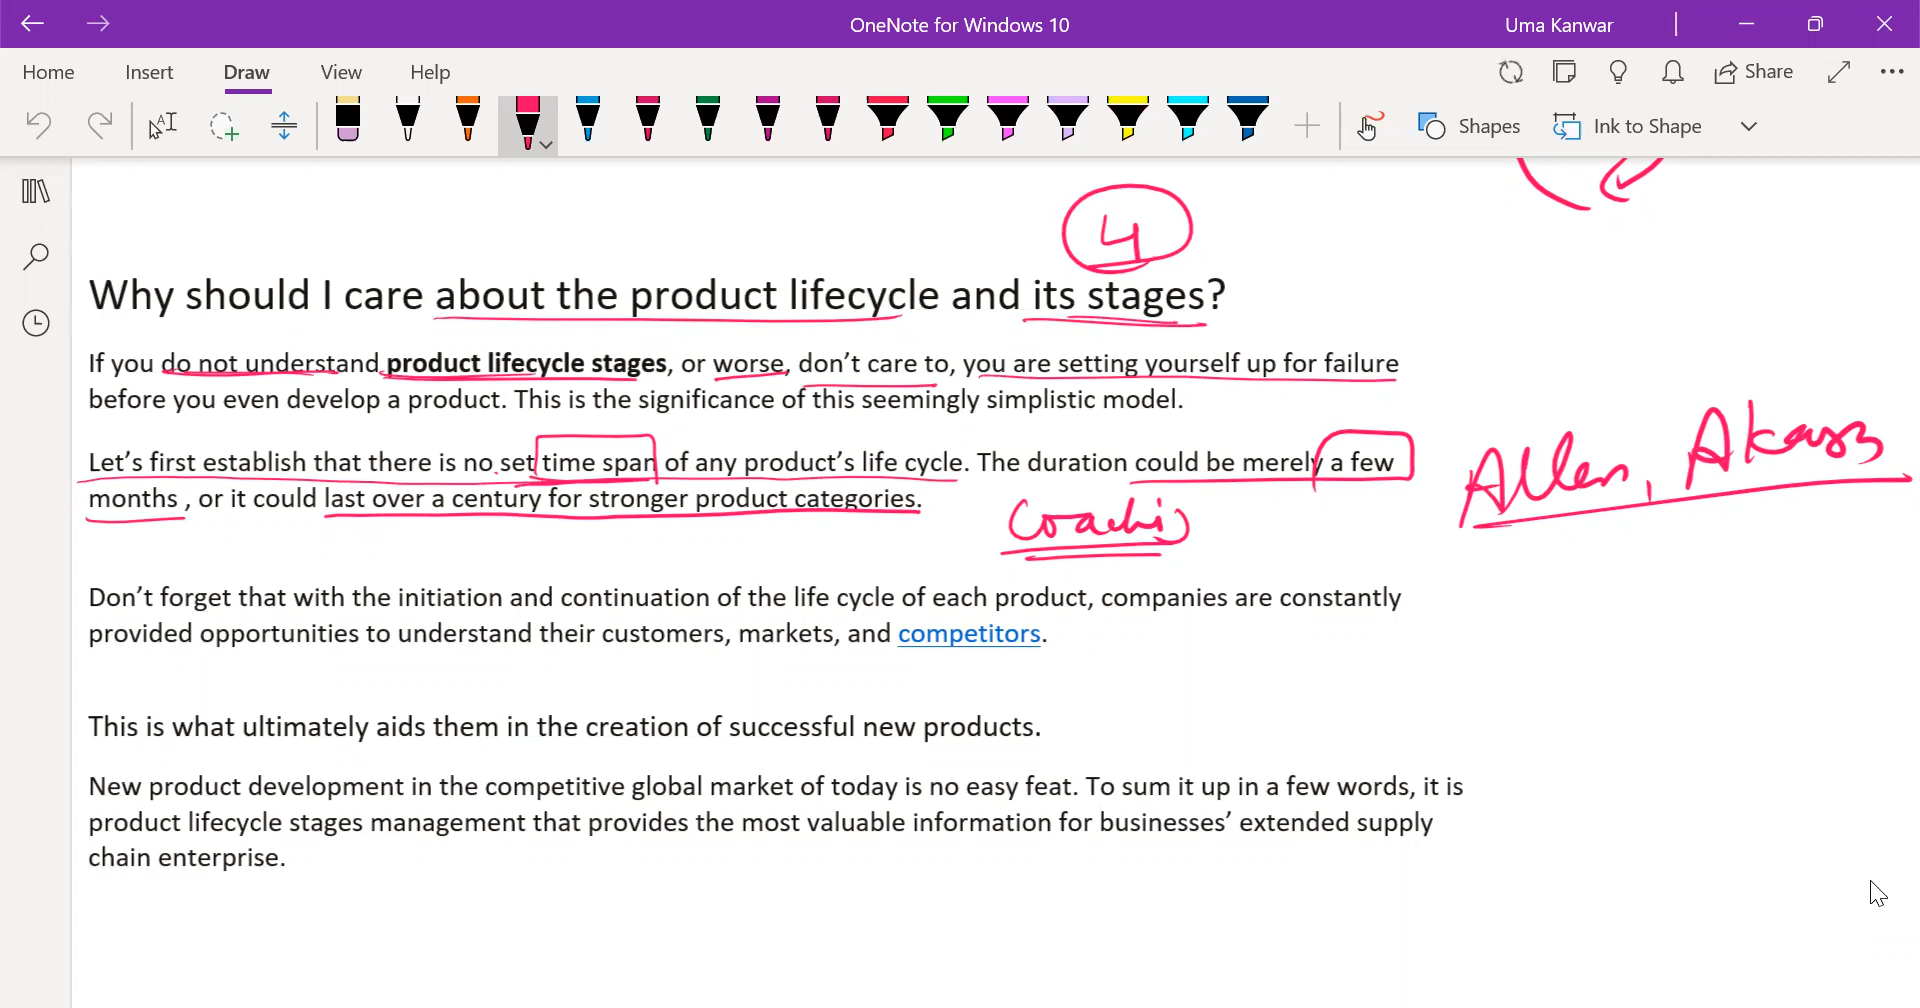 OneNote for Windows 10
Uma Kanwar
Home Insert Draw View Help
Share
Shapes Ink to Shape
4
Why should I care about the product lifecycle and its stages?
If you do not understand product lifecycle stages, or worse, don’t care to, you are setting yourself up for failure
before you even develop a product. This is the significance of this seemingly simplistic model.
Let’s first establish that there is no set time span of any product’s life cycle. The duration could be merely a few
months , or it could last over a century for stronger product categories.
Allen,
Don’t forget that with the initiation and continuation of the life cycle of each product, companies are constantly
provided opportunities to understand their customers, markets, and competitors.
This is what ultimately aids them in the creation of successful new products.
New product development in the competitive global market of today is no easy feat. To sum it up in a few words, it is
product lifecycle stages management that provides the most valuable information for businesses’ extended supply
chain enterprise.